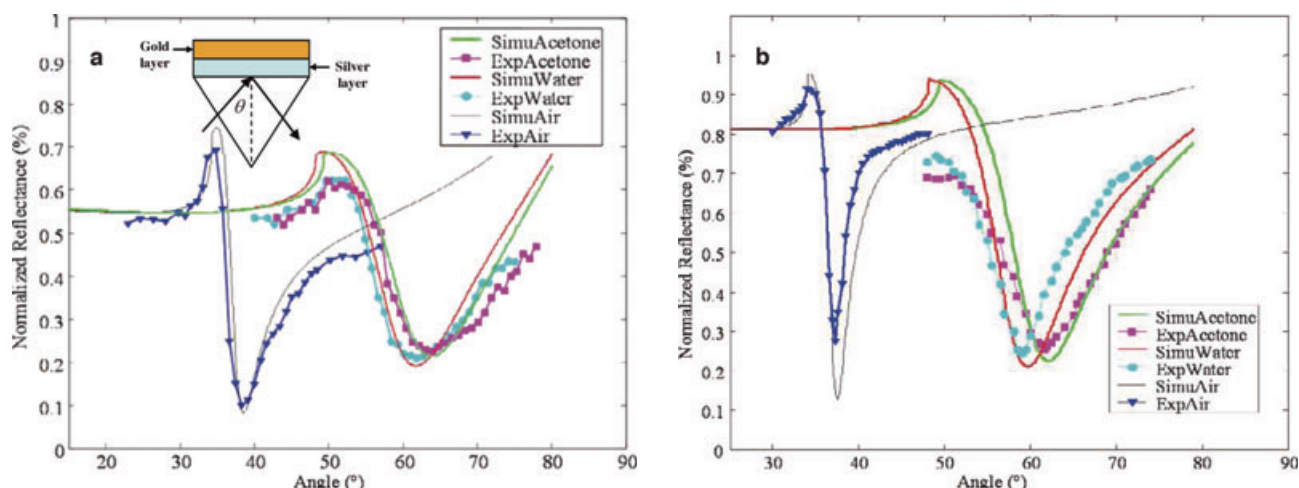 a
Gold layer
Silver layer
θ
SimuAcetone
ExpAcetone
SimuWater
ExpWater
SimuAir
ExpAir
Normalized Reflectance (%)
1
0.9
0.8
0.7
0.6
0.5
0.4
0.3
0.2
0.1
0
20 30 40 50 60 70 80 90
Angle (°)
b
SimuAcetone
ExpAcetone
SimuWater
ExpWater
SimuAir
ExpAir
Normalized Reflectance (%)
1
0.9
0.8
0.7
0.6
0.5
0.4
0.3
0.2
0.1
0
30 40 50 60 70 80 90
Angle (°)